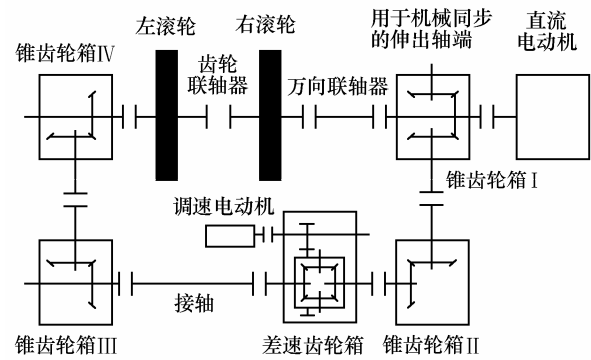 左滚轮
右滚轮
用于机械同步
的伸出轴端
直流
电动机
锥齿轮箱Ⅳ
齿轮
联轴器
万向联轴器
锥齿轮箱Ⅰ
调速电动机
接轴
锥齿轮箱Ⅲ
差速齿轮箱
锥齿轮箱Ⅱ